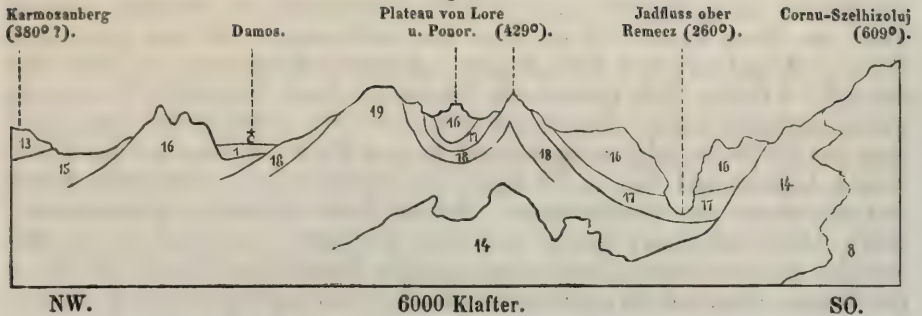 Karmozanberg
(380° ?).
Damos.
Plateau von Lore
u. Ponor. (429°).
Jadfluss ober
Remecz (260°).
Cornu-Szelhizoluj
(609°).
13
15
16
1
18
19
16
17
18
18
16
17
16
17
14
14
8
NW.
6000 Klafter.
SO.